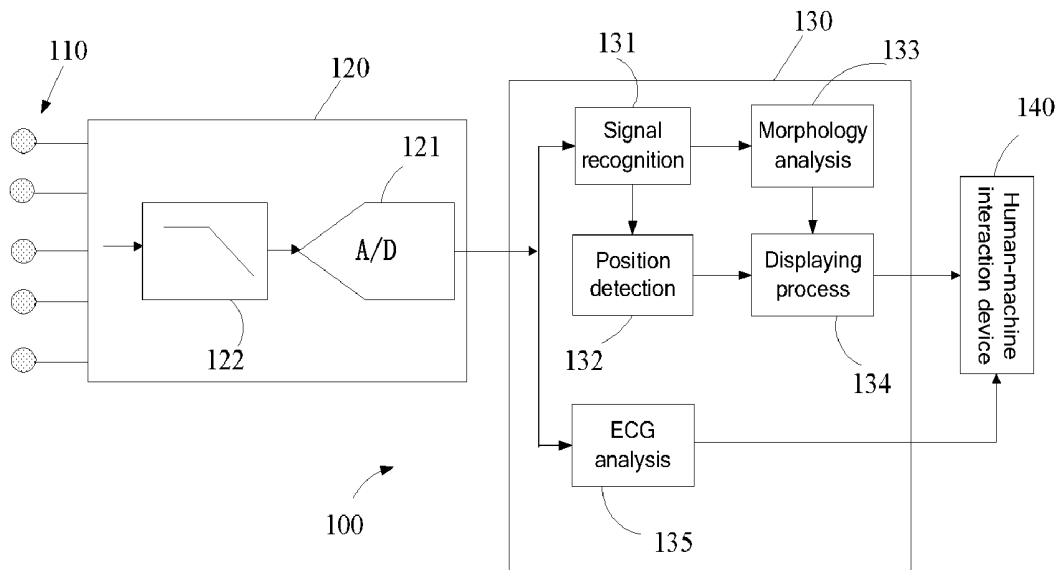 110
120
121
A/D
122
100
130
131
133
Signal
recognition
Morphology
analysis
Position
detection
Displaying
process
132
134
ECG
analysis
135
140
Human-machine
interaction device